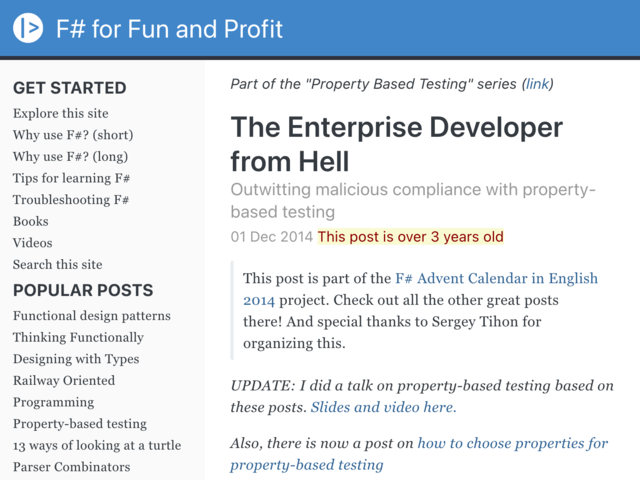 F# for Fun and Profit
GET STARTED
Explore this site
Why use F#? (short)
Why use F#? (long)
Tips for learning F#
Troubleshooting F#
Books
Videos
Search this site
POPULAR POSTS
Functional design patterns
Thinking Functionally
Designing with Types
Railway Oriented
Programming
Property-based testing
13 ways of looking at a turtle
Parser Combinators
Part of the "Property Based Testing" series (link)
The Enterprise Developer
from Hell
Outwitting malicious compliance with property-
based testing
01 Dec 2014 This post is over 3 years old
This post is part of the F# Advent Calendar in English
2014 project. Check out all the other great posts
there! And special thanks to Sergey Tihon for
organizing this.
UPDATE: I did a talk on property-based testing based on
these posts. Slides and video here.
Also, there is now a post on how to choose properties for
property-based testing